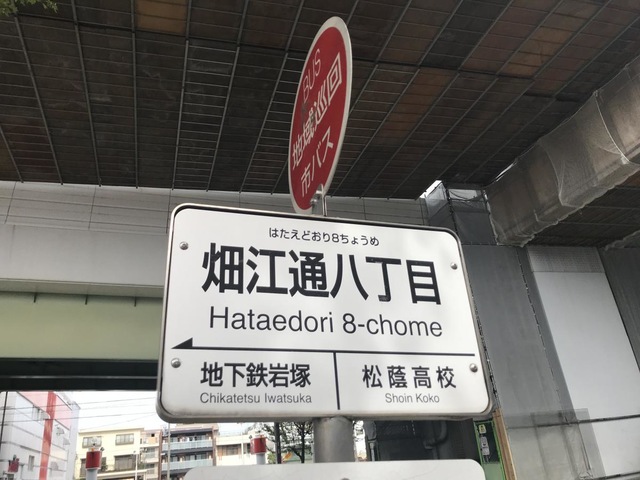 BUS
地域巡回
市バス
はたえどおり8ちょうめ
畑江通八丁目
Hataedori 8-chome
地下鉄岩塚
Chikatetsu Iwatsuka
松蔭高校
Shoin Koko